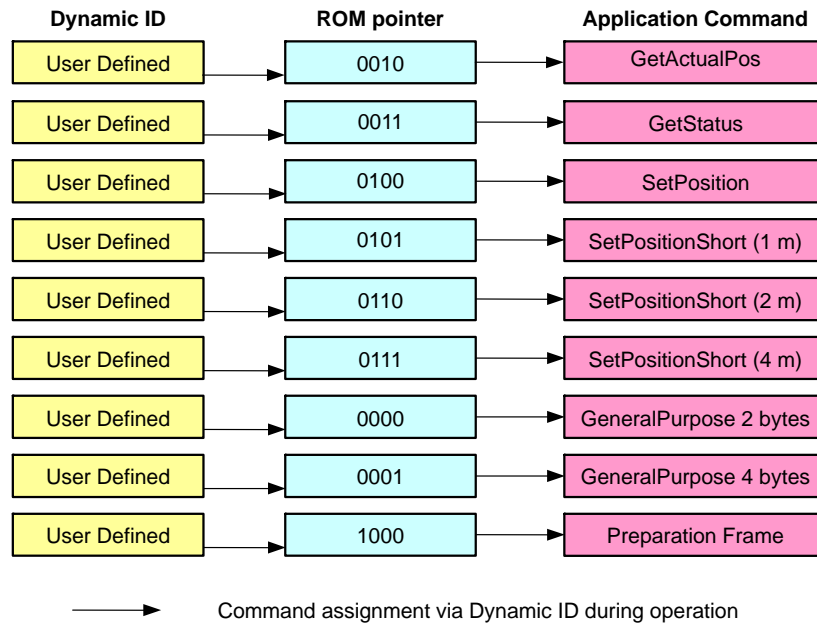 Dynamic ID ROM pointer Application Command
User Defined 0010 GetActualPos
User Defined 0011 GetStatus
User Defined 0100 SetPosition
User Defined 0101 SetPositionShort (1 m)
User Defined 0110 SetPositionShort (2 m)
User Defined 0111 SetPositionShort (4 m)
User Defined 0000 GeneralPurpose 2 bytes
User Defined 0001 GeneralPurpose 4 bytes
User Defined 1000 Preparation Frame
Command assignment via Dynamic ID during operation